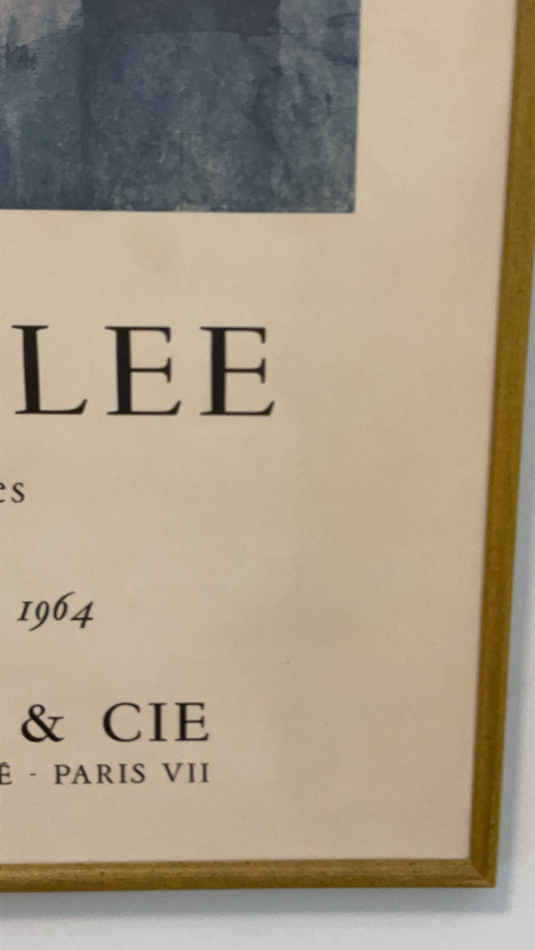 LEE
es
1964
& CIE
É - PARIS VII